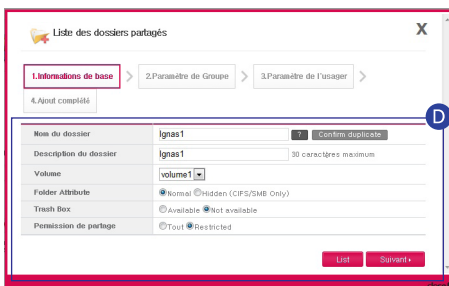 Liste des dossiers partagés
X
1.Informations de base > 2.Paramètre de Groupe > 3.Paramètre de l'usager >
4.Ajout complété
D
Nom du dossier lgnas1 ? Confirm duplicate
Description du dossier lgnas1 30 caractères maximum
Volume volume1
Folder Attribute Normal Hidden (CIFS/SMB Only)
Trash Box Available Not available
Permission de partage Tout Restricted
List Suivant